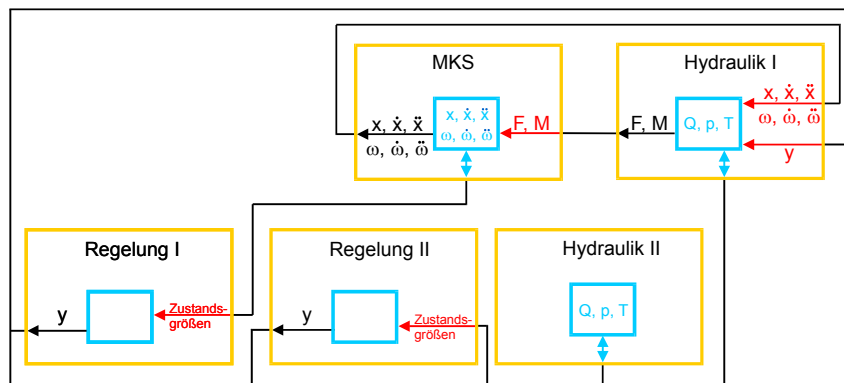 MKS
Hydraulik I
x, ẋ, ẍ
ω, ω̇, ω̈
x, ẋ, ẍ
ω, ω̇, ω̈
F, M
F, M
Q, p, T
x, ẋ, ẍ
ω, ω̇, ω̈
y
Regelung I
Regelung II
Hydraulik II
y
Zustands-
größen
y
Zustands-
größen
Q, p, T